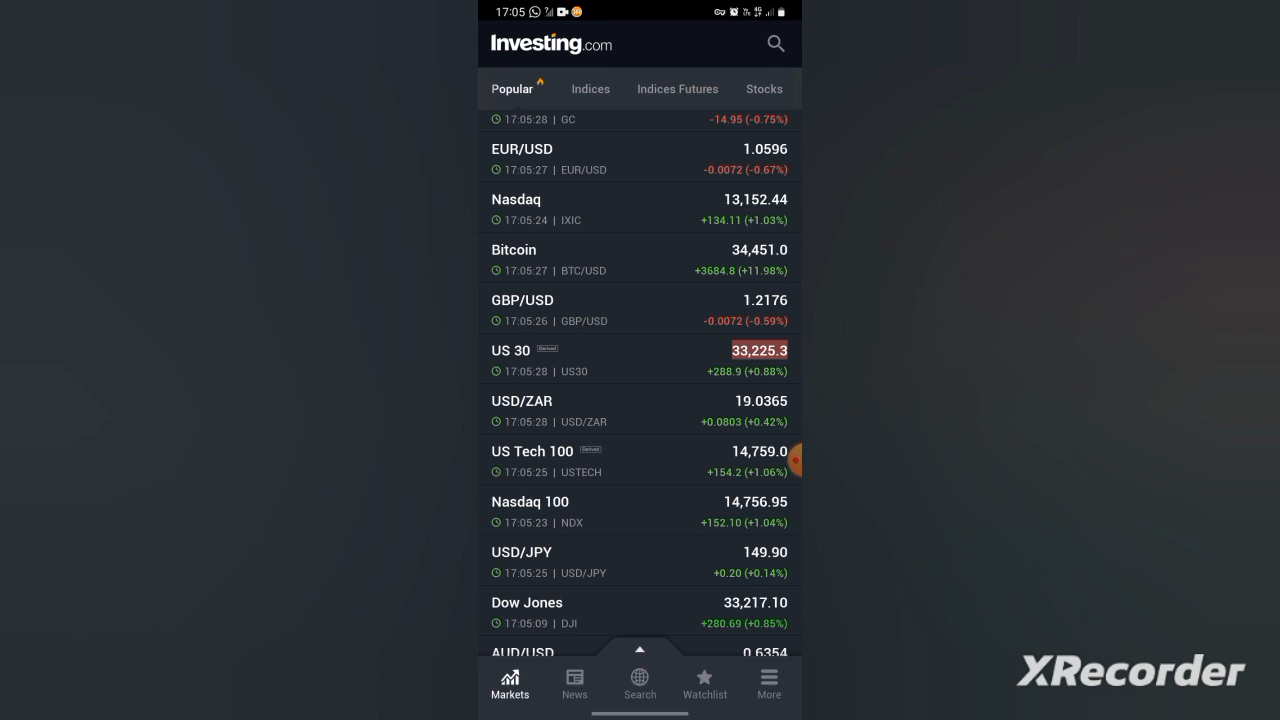 17:05
Investing.com
Popular Indices Indices Futures Stocks
17:05:28 | GC -14.95 (-0.75%)
EUR/USD 1.0596
17:05:27 | EUR/USD -0.0072 (-0.67%)
Nasdaq 13,152.44
17:05:24 | IXIC +134.11 (+1.03%)
Bitcoin 34,451.0
17:05:27 | BTC/USD +3684.8 (+11.98%)
GBP/USD 1.2176
17:05:26 | GBP/USD -0.0072 (-0.59%)
US 30 Derived 33,225.3
17:05:28 | US30 +288.9 (+0.88%)
USD/ZAR 19.0365
17:05:28 | USD/ZAR +0.0803 (+0.42%)
US Tech 100 Derived 14,759.0
17:05:25 | USTECH +154.2 (+1.06%)
Nasdaq 100 14,756.95
17:05:23 | NDX +152.10 (+1.04%)
USD/JPY 149.90
17:05:25 | USD/JPY +0.20 (+0.14%)
Dow Jones 33,217.10
17:05:09 | DJI +280.69 (+0.85%)
AUD/USD 0.6354
Markets News Search Watchlist More
XRecorder